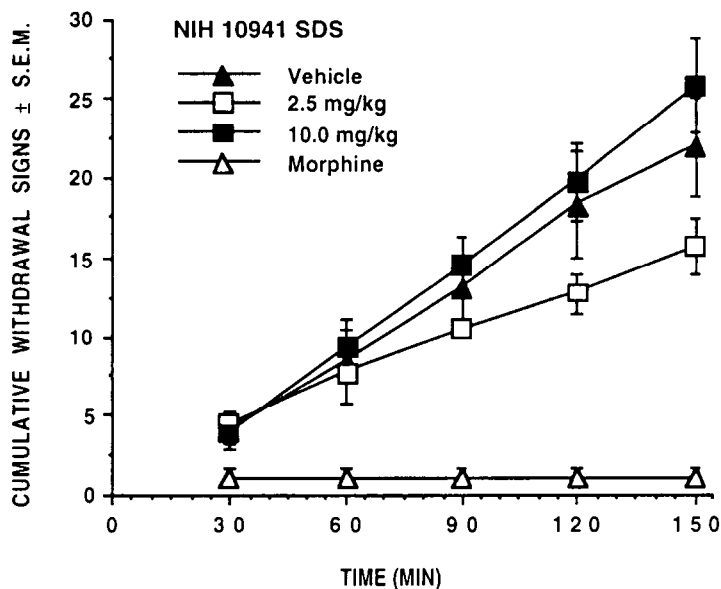 NIH 10941 SDS
Vehicle
2.5 mg/kg
10.0 mg/kg
Morphine
CUMULATIVE WITHDRAWAL SIGNS ± S.E.M.
30
25
20
15
10
5
0
0 30 60 90 120 150
TIME (MIN)